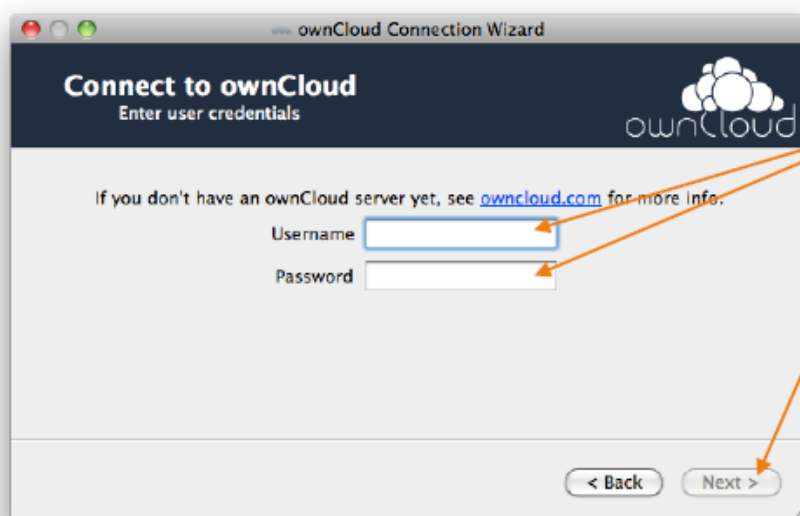 ownCloud Connection Wizard
Connect to ownCloud
Enter user credentials
ownCloud
If you don't have an ownCloud server yet, see owncloud.com for more info.
Username
Password
< Back
Next >